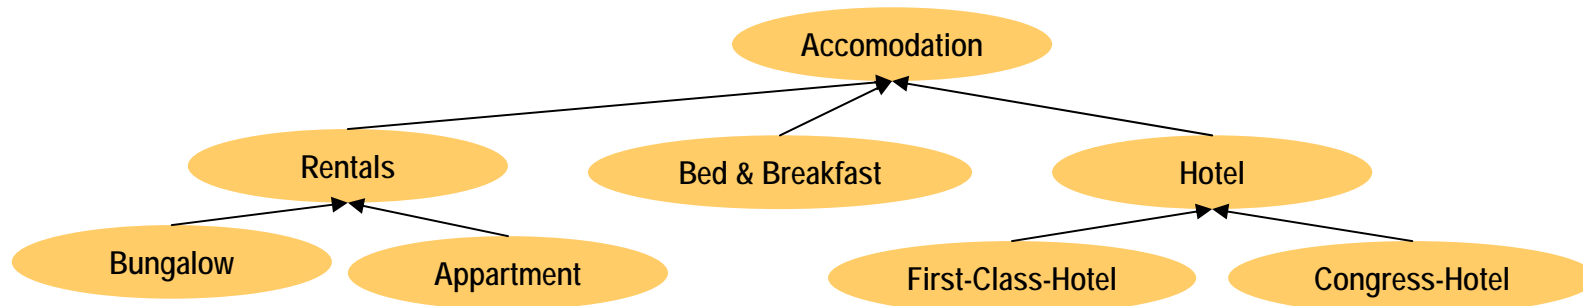 Accomodation
Rentals
Bed & Breakfast
Hotel
Bungalow
Appartment
First-Class-Hotel
Congress-Hotel